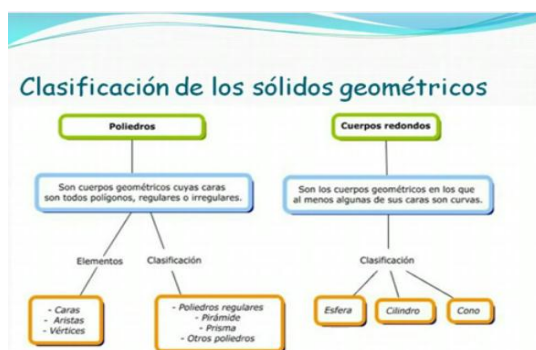 Clasificación de los sólidos geométricos
Poliedros
Son cuerpos geométricos cuyas caras
son todos polígonos, regulares o irregulares.
Elementos
Clasificación
- Caras
- Aristas
- Vértices
- Poliedros regulares
- Pirámide
- Prisma
- Otros poliedros
Cuerpos redondos
Son los cuerpos geométricos en los que
al menos algunas de sus caras son curvas.
Clasificación
Esfera
Cilindro
Cono